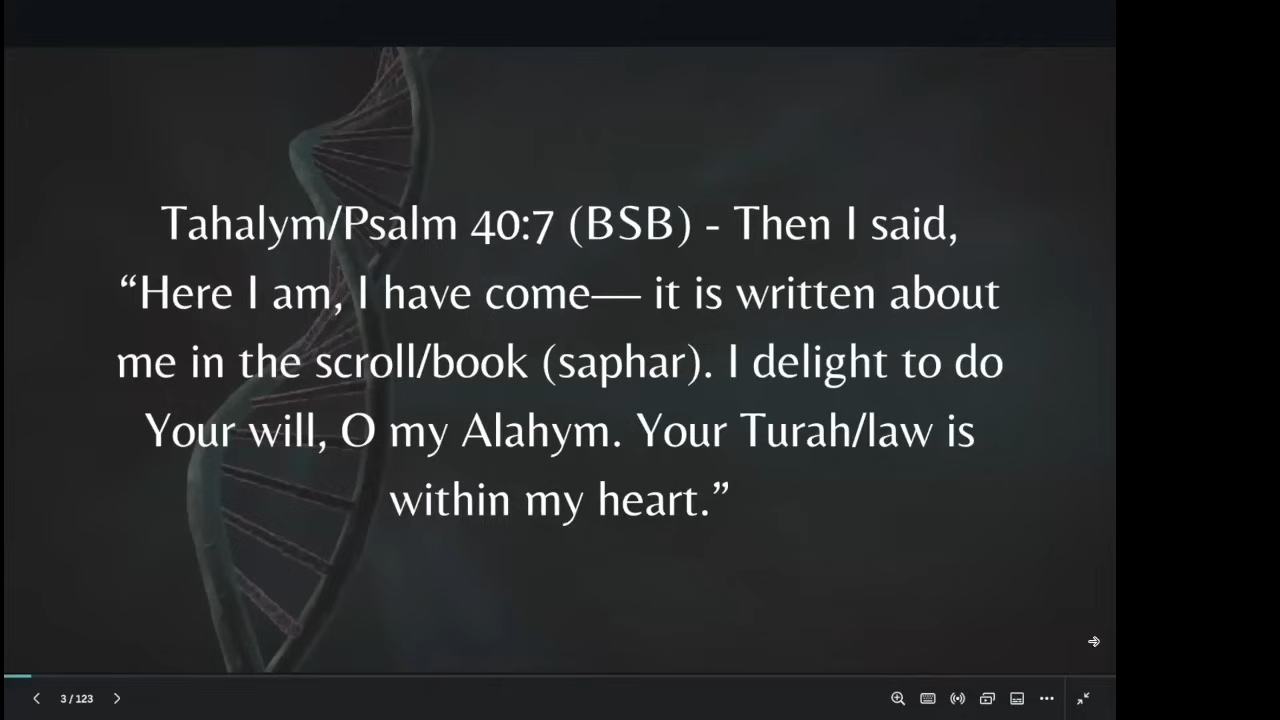 Tahalym/Psalm 40:7 (BSB) - Then I said,
“Here I am, I have come— it is written about
me in the scroll/book (saphar). I delight to do
Your will, O my Alahym. Your Turah/law is
within my heart.”
3 / 123